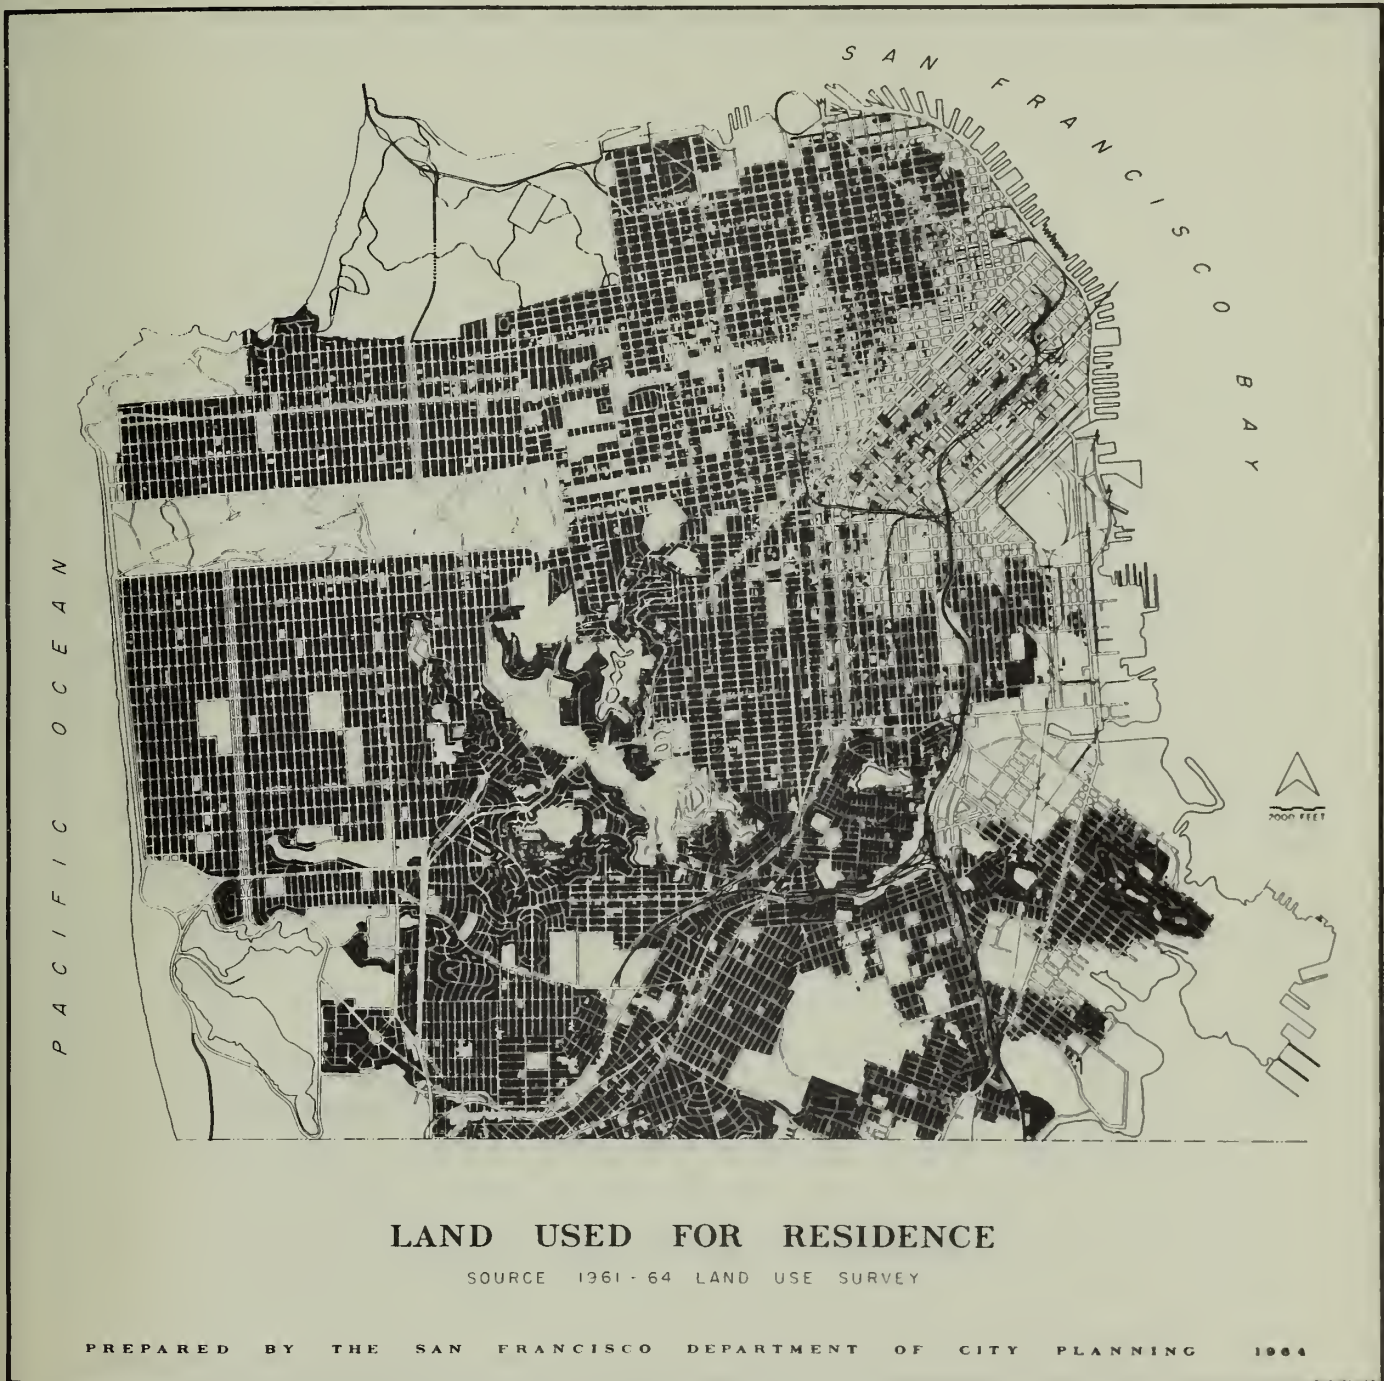 SAN FRANCISCO BAY
PACIFIC OCEAN
2000 FEET
LAND USED FOR RESIDENCE
SOURCE 1961-64 LAND USE SURVEY
PREPARED BY THE SAN FRANCISCO DEPARTMENT OF CITY PLANNING 1964